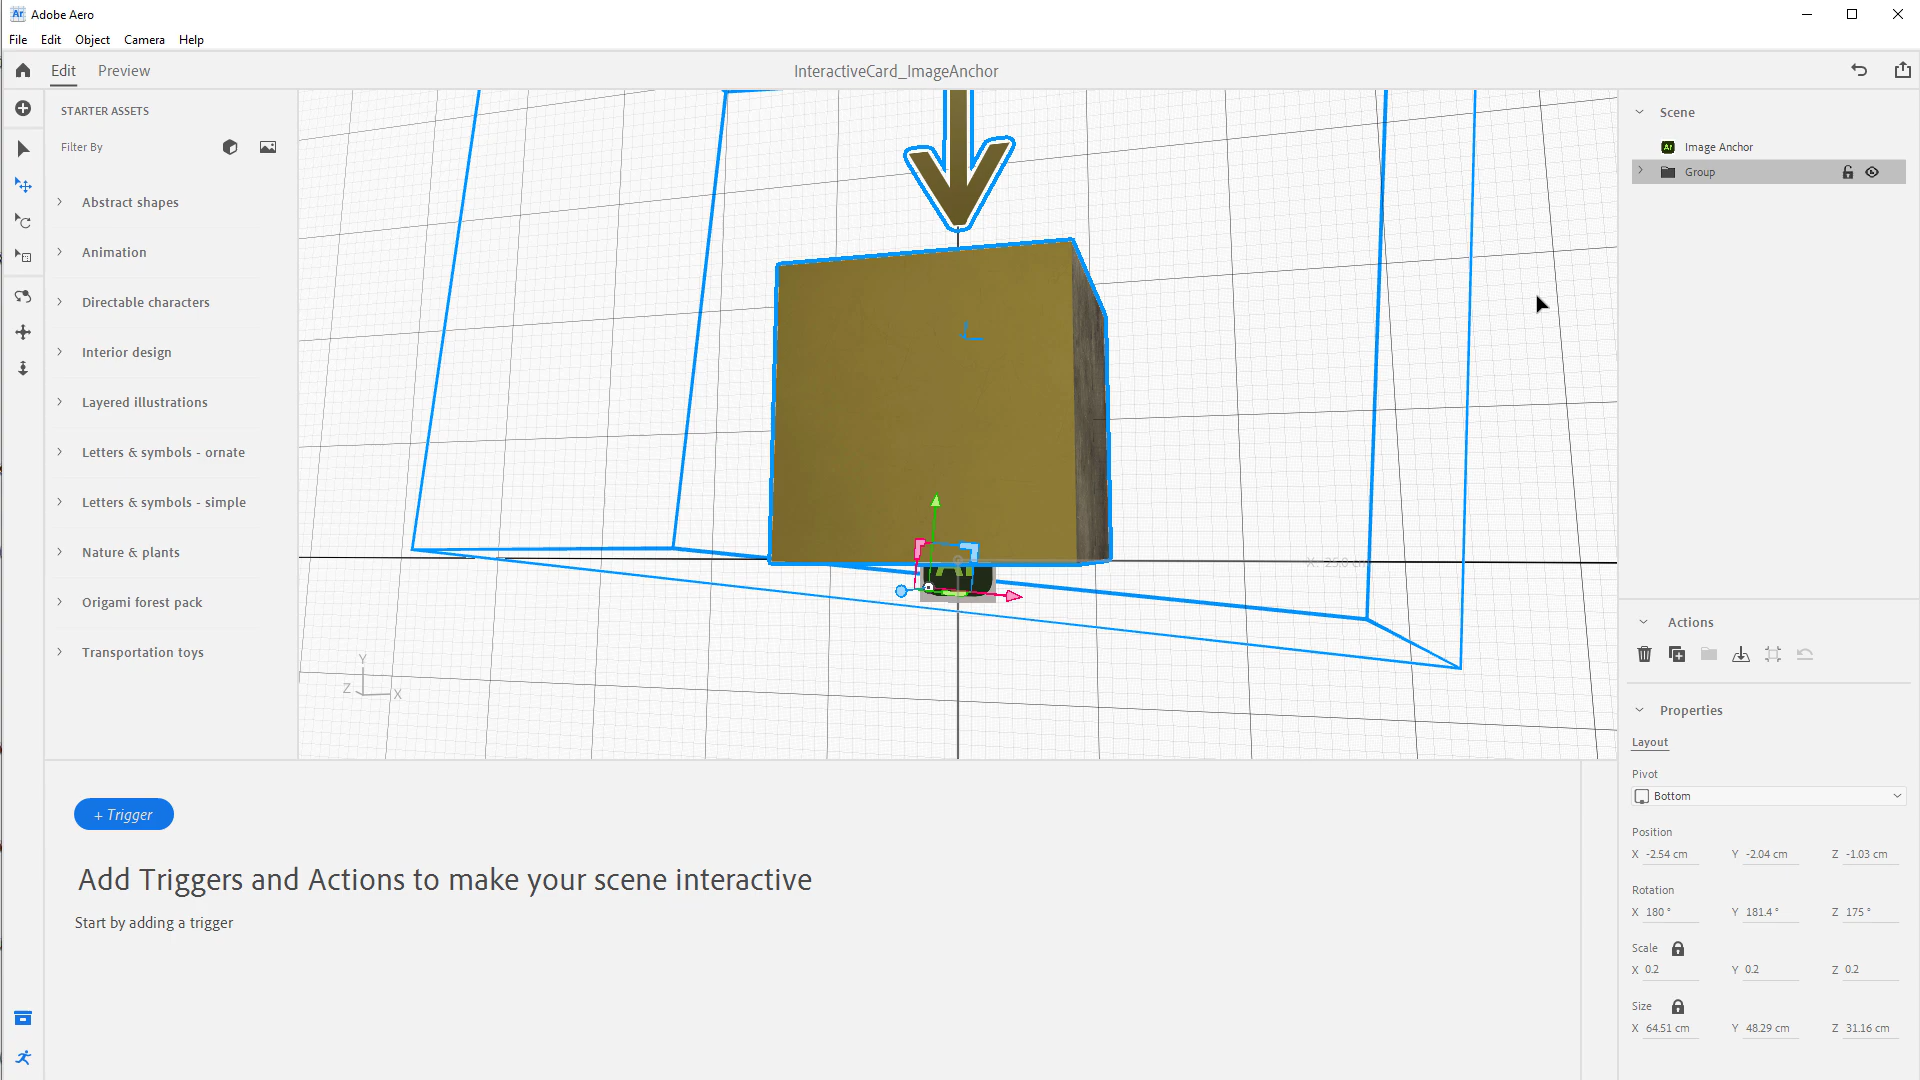 Ar Adobe Aero
File Edit Object Camera Help
Edit Preview
InteractiveCard_ImageAnchor
STARTER ASSETS
Filter By
Abstract shapes
Animation
Directable characters
Interior design
Layered illustrations
Letters & symbols - ornate
Letters & symbols - simple
Nature & plants
Origami forest pack
Transportation toys
Y
Z X
+ Trigger
Add Triggers and Actions to make your scene interactive
Start by adding a trigger
Scene
Ar Image Anchor
Group
Actions
Properties
Layout
Pivot
Bottom
Position
X -2.54 cm Y -2.04 cm Z -1.03 cm
Rotation
X 180 ° Y 181.4 ° Z 175 °
Scale
X 0.2 Y 0.2 Z 0.2
Size
X 64.51 cm Y 48.29 cm Z 31.16 cm